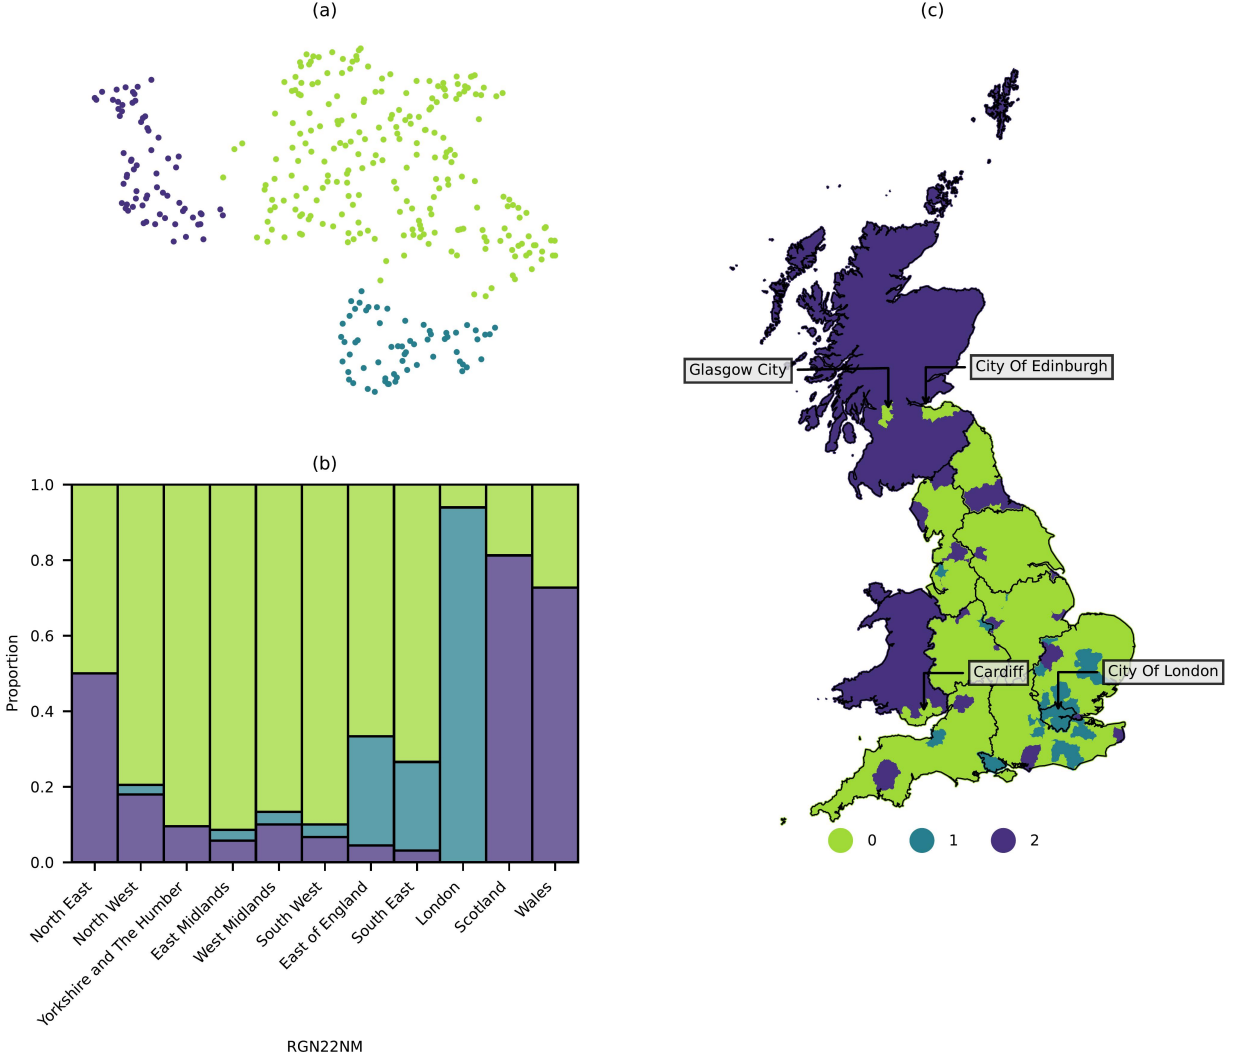 (a)
(c)
Glasgow City
City Of Edinburgh
(b)
1.0
0.8
0.6
0.4
0.2
0.0
Proportion
North East
North West
Yorkshire and The Humber
East Midlands
West Midlands
South West
East of England
South East
London
Scotland
Wales
RGN22NM
Cardiff
City Of London
0
1
2